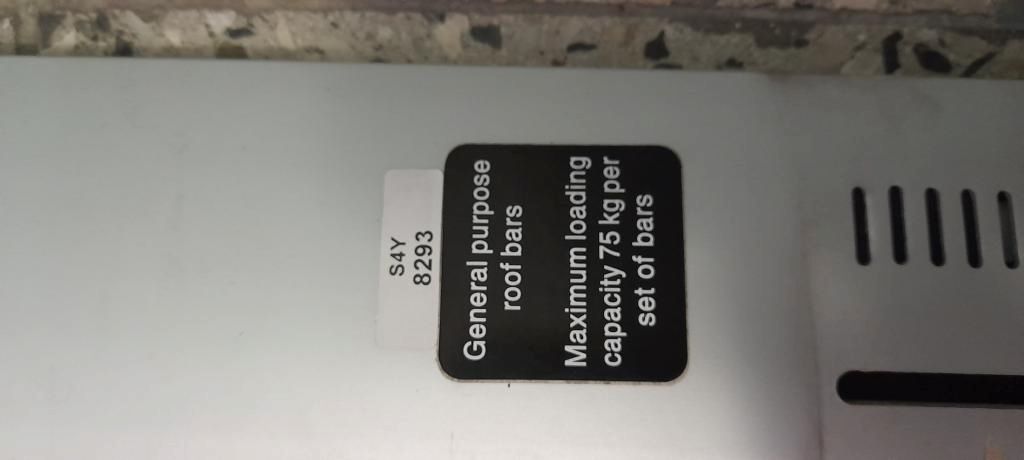 S4Y
8293
General purpose
roof bars
Maximum loading
capacity 75 kg per
set of bars